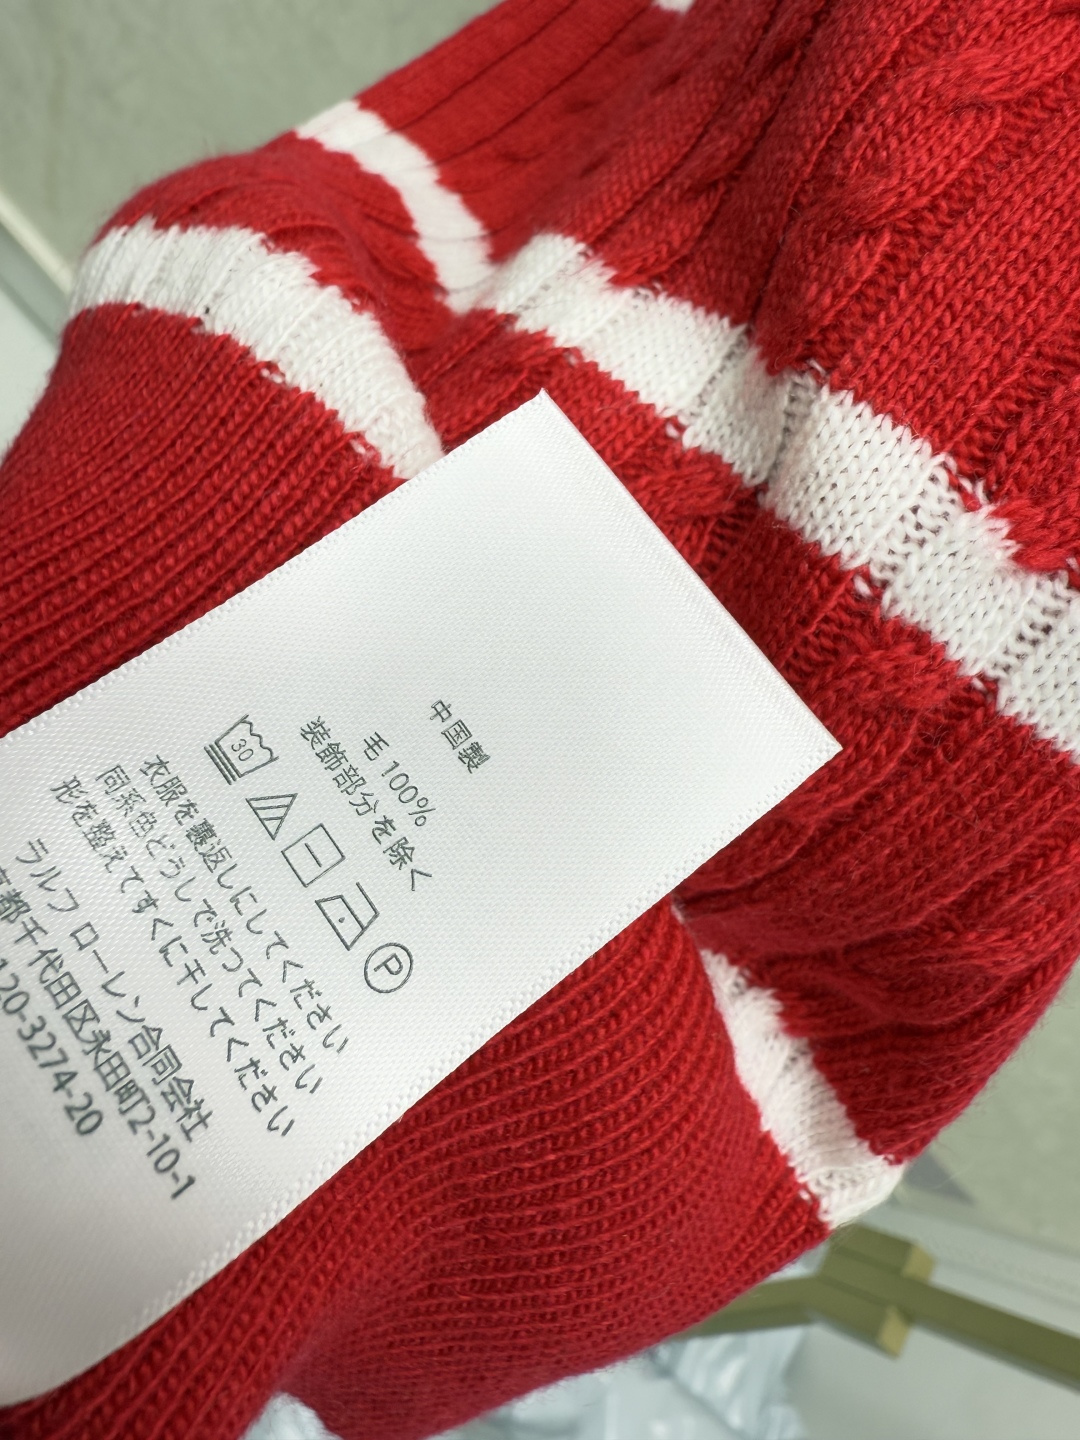 中国製
毛 100%
装飾部分を除く
30
P
衣服を裏返しにしてください
同系色どうしで洗ってください
形を整えてすぐに干してください
ラルフ ローレン合同会社
京都千代田区永田町2-10-1
120-3274-20